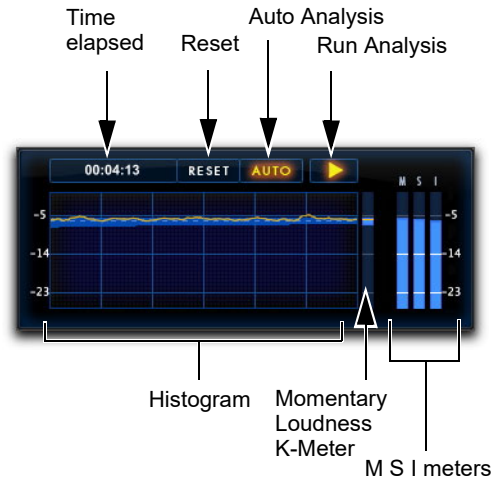 Time
elapsed
Reset
Auto Analysis
Run Analysis
00:04:13
RESET
AUTO
M S I
-5
-14
-23
-5
-14
-23
Histogram
Momentary
Loudness
K-Meter
M S I meters